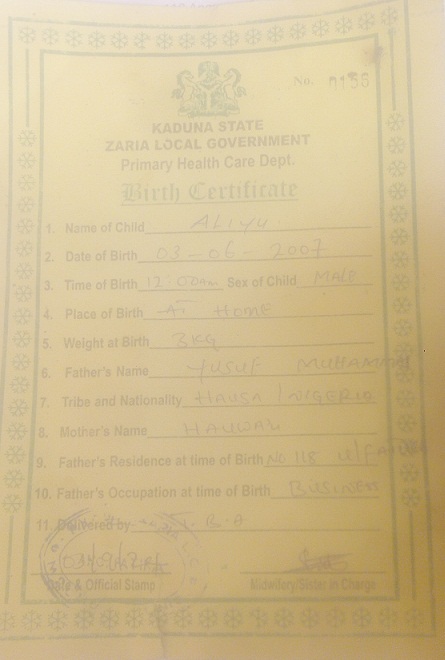 No. 0156
KADUNA STATE
ZARIA LOCAL GOVERNMENT
Primary Health Care Dept.
Birth Certificate
1. Name of Child ALIYU.
2. Date of Birth 03-06-2007
3. Time of Birth 12:00am Sex of Child MALE
4. Place of Birth AT HOME
5. Weight at Birth 3KG
6. Father's Name YUSUF MUHAMMAD
7. Tribe and Nationality HAUSA / NIGERIA
8. Mother's Name HAUWAU
9. Father's Residence at time of Birth NO 118
10. Father's Occupation at time of Birth BUSINESS
11. Delivered by
Date & Official Stamp Midwifory/Sister in Charge